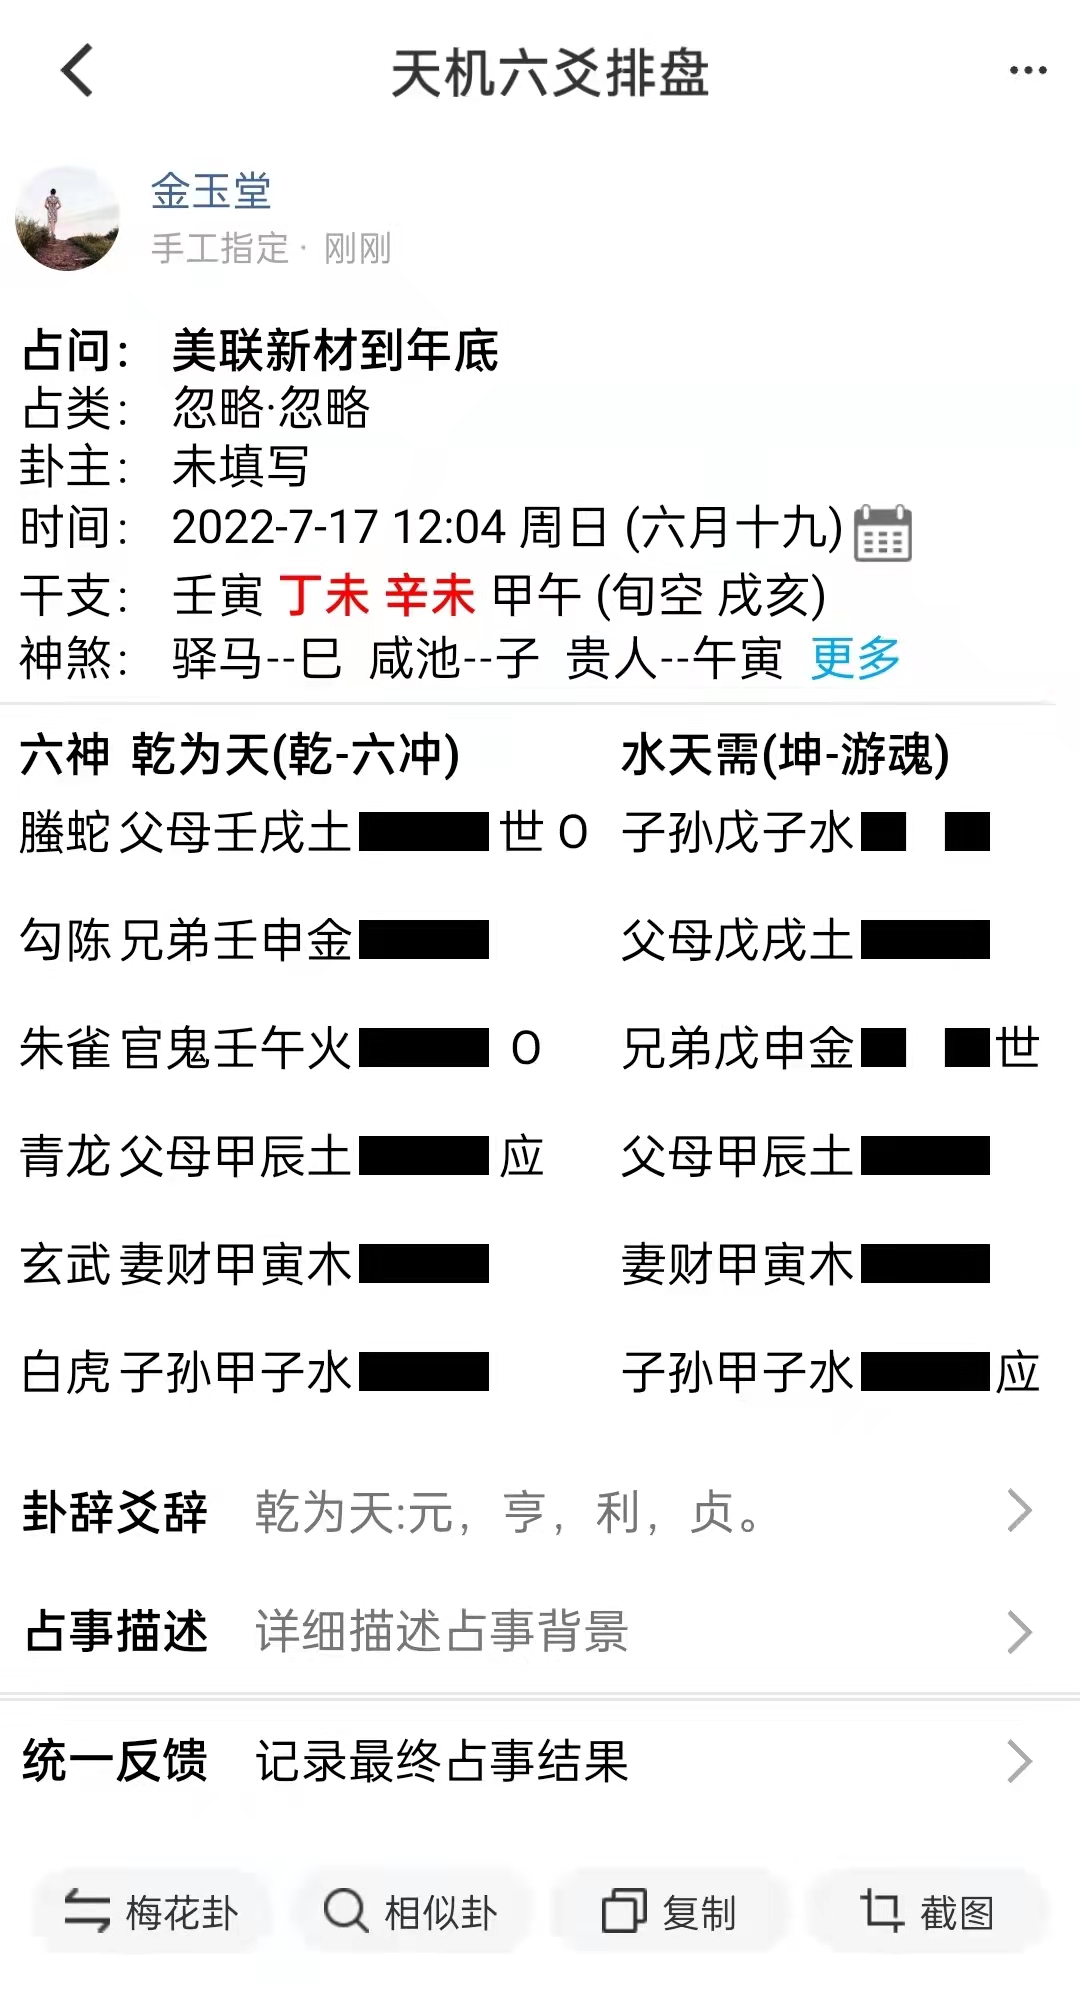 天机六爻排盘
金玉堂
手工指定· 刚刚
占问： 美联新材到年底
占类： 忽略·忽略
卦主： 未填写
时间： 2022-7-17 12:04 周日 (六月十九)
干支： 壬寅 丁未 辛未 甲午 (旬空 戌亥)
神煞： 驿马--巳 咸池--子 贵人--午寅 更多
六神 乾为天(乾-六冲) 水天需(坤-游魂)
螣蛇 父母壬戌土 世 O 子孙戊子水
勾陈 兄弟壬申金 父母戊戌土
朱雀 官鬼壬午火 O 兄弟戊申金 世
青龙 父母甲辰土 应 父母甲辰土
玄武 妻财甲寅木 妻财甲寅木
白虎 子孙甲子水 子孙甲子水 应
卦辞爻辞 乾为天:元，亨，利，贞。
占事描述 详细描述占事背景
统一反馈 记录最终占事结果
梅花卦 相似卦 复制 截图